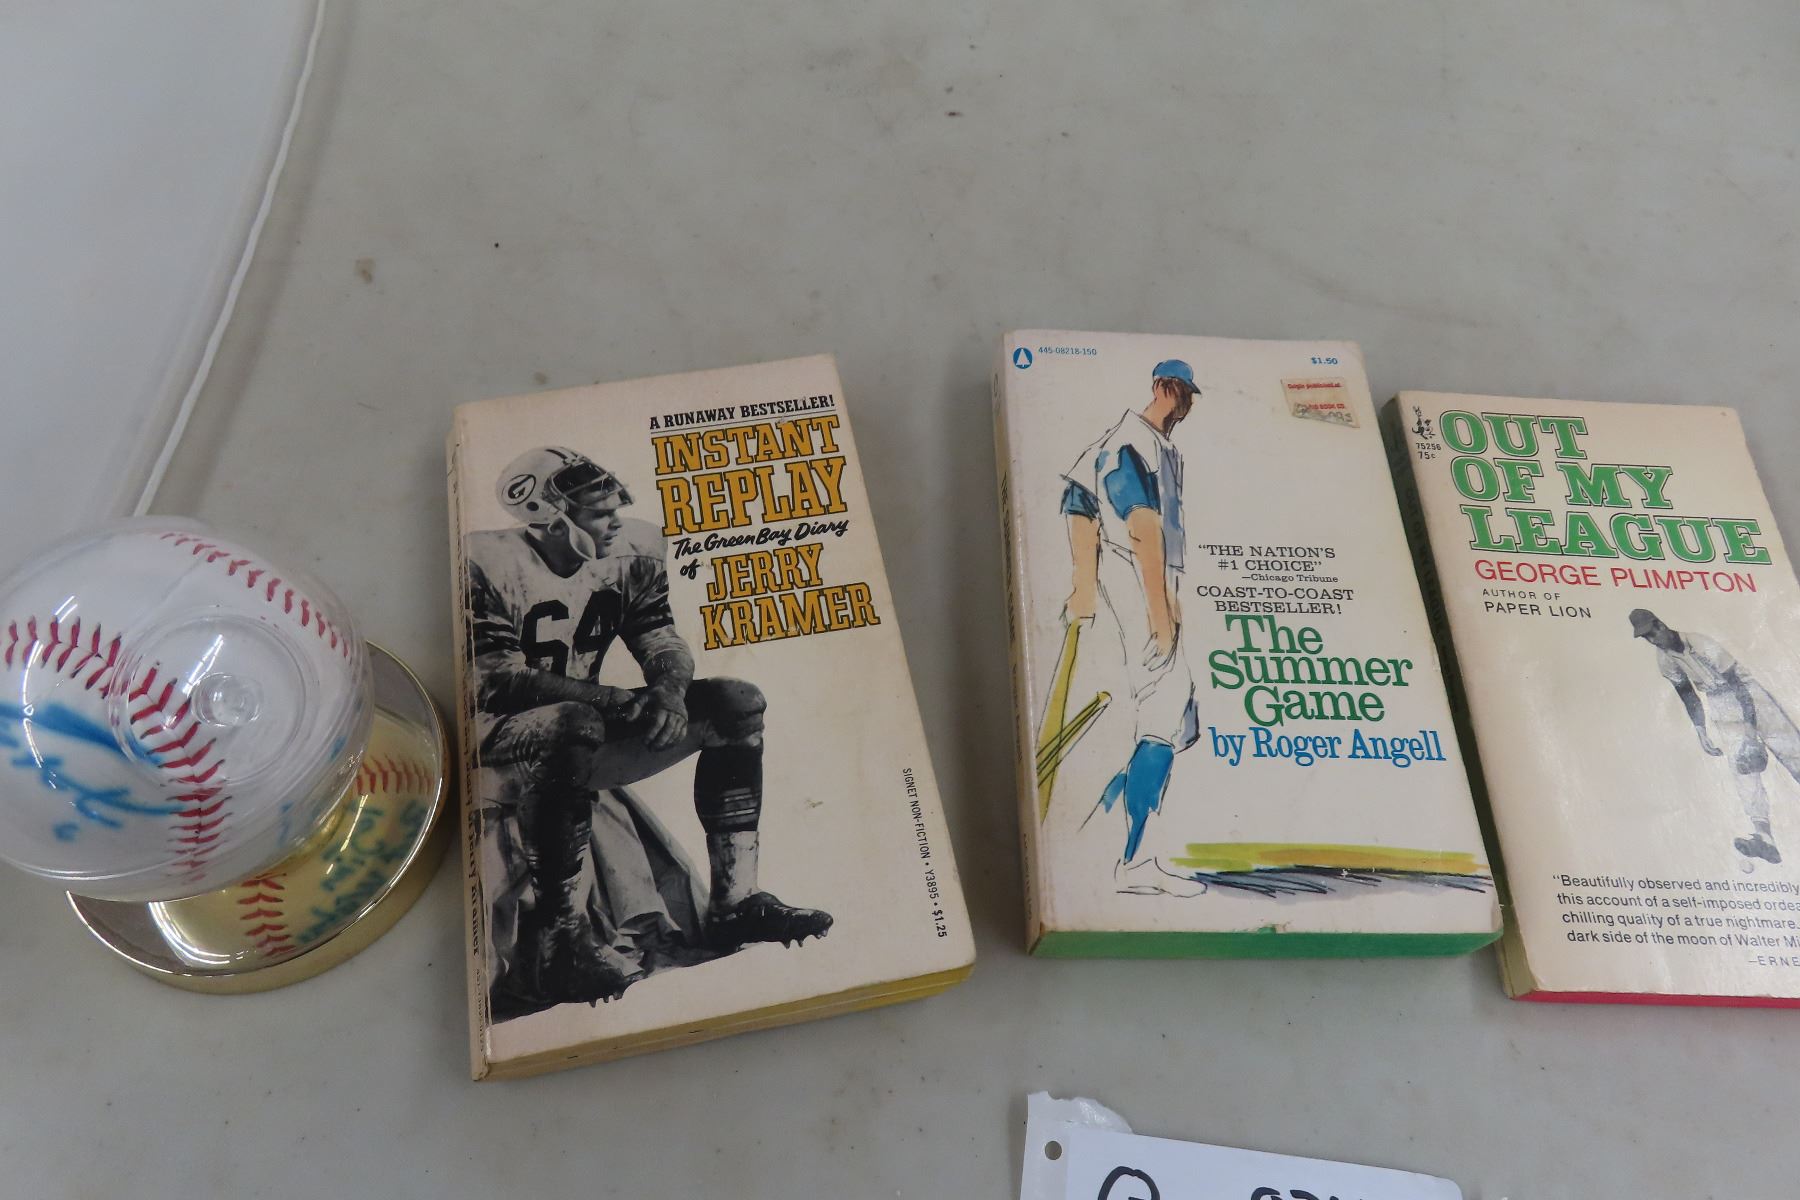 A RUNAWAY BESTSELLER!
INSTANT
REPLAY
The Green Bay Diary
of JERRY
KRAMER
64
SIGNET NON-FICTION • Y3895 • $1.25
445-08218-150
$1.50
"THE NATION'S
#1 CHOICE"
—Chicago Tribune
COAST-TO-COAST
BESTSELLER!
The
Summer
Game
by Roger Angell
75256
75c
OUT
OF MY
LEAGUE
GEORGE PLIMPTON
AUTHOR OF
PAPER LION
"Beautifully observed and incredibly
this account of a self-imposed
chilling quality of a true nightmare
dark side of the moon of Walter